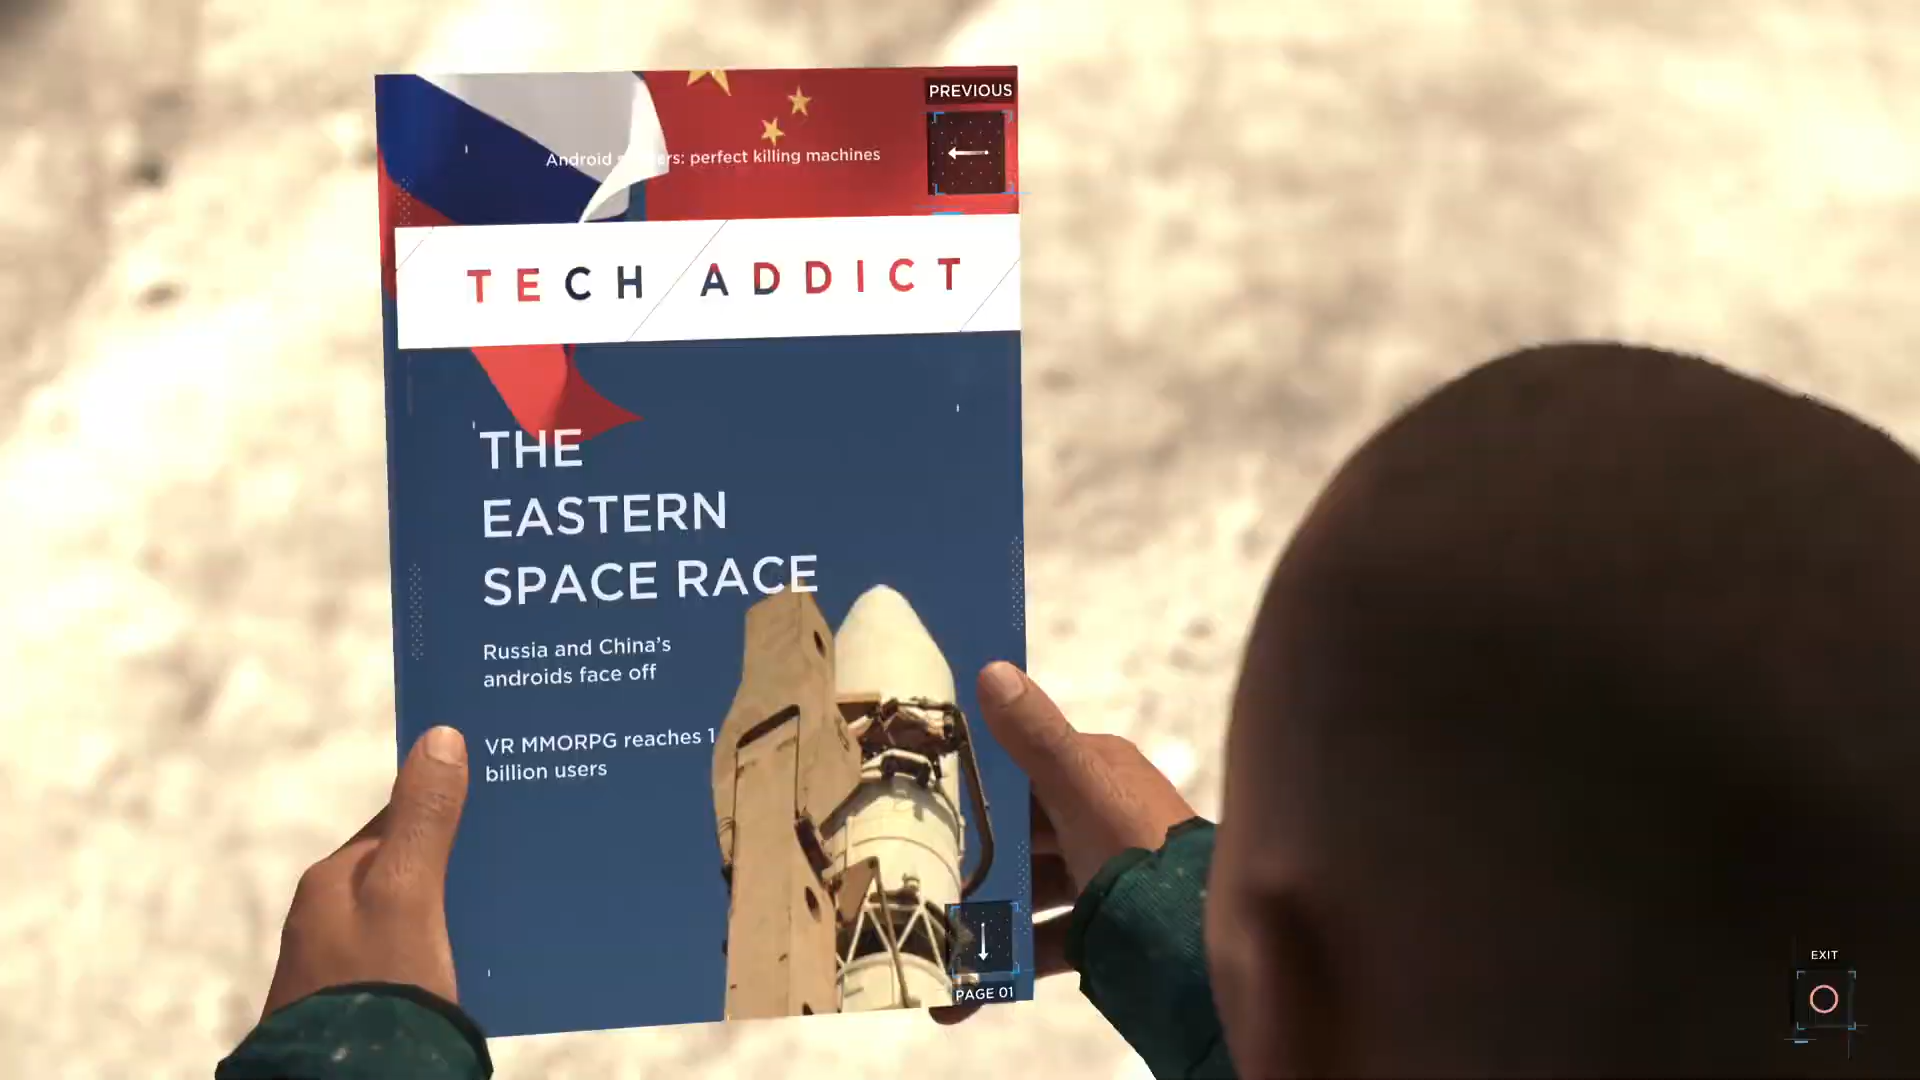 PREVIOUS
Android ers: perfect killing machines
TECH ADDICT
THE
EASTERN
SPACE RACE
Russia and China's
androids face off
VR MMORPG reaches 1
billion users
PAGE 01
EXIT